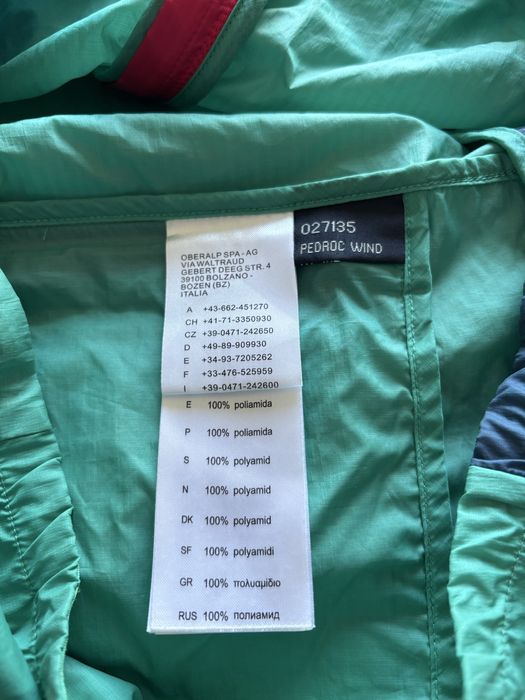 OBERALP SPA - AG
VIA WALTRAUD
GEBERT DEEG STR. 4
39100 BOLZANO -
BOZEN (BZ)
ITALIA
A +43-662-451270
CH +41-71-3350930
CZ +39-0471-242650
D +49-89-909930
E +34-93-7205262
F +33-476-525959
I +39-0471-242600
E 100% poliamida
P 100% poliamida
S 100% polyamid
N 100% polyamid
DK 100% polyamid
SF 100% polyamidi
GR 100% πολυαμίδιο
RUS 100% полиамид
027135
PEDROC WIND